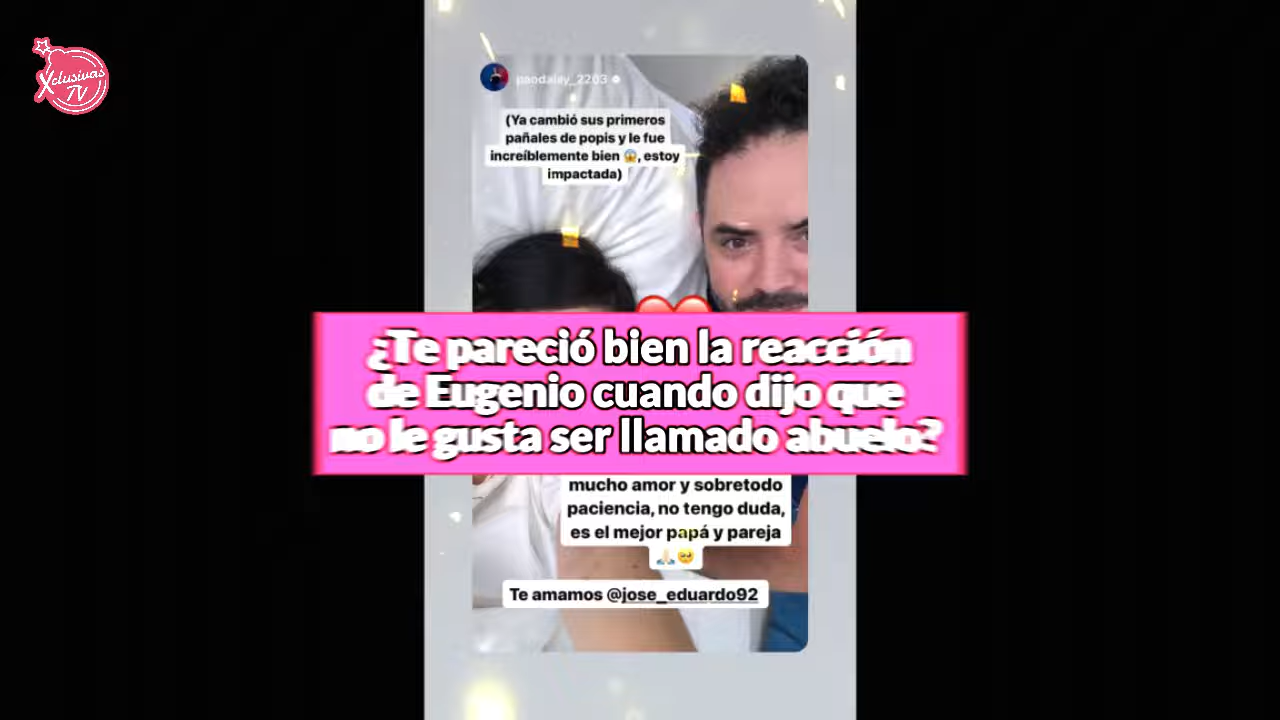 Xclusivas
TV
paodaley_2203
(Ya cambió sus primeros
pañales de popis y le fue
increíblemente bien 😱, estoy
impactada)
¿Te pareció bien la reacción
de Eugenio cuando dijo que
no le gusta ser llamado abuelo?
mucho amor y sobretodo
paciencia, no tengo duda,
es el mejor papá y pareja
🙏🏻🥺
Te amamos @jose_eduardo92